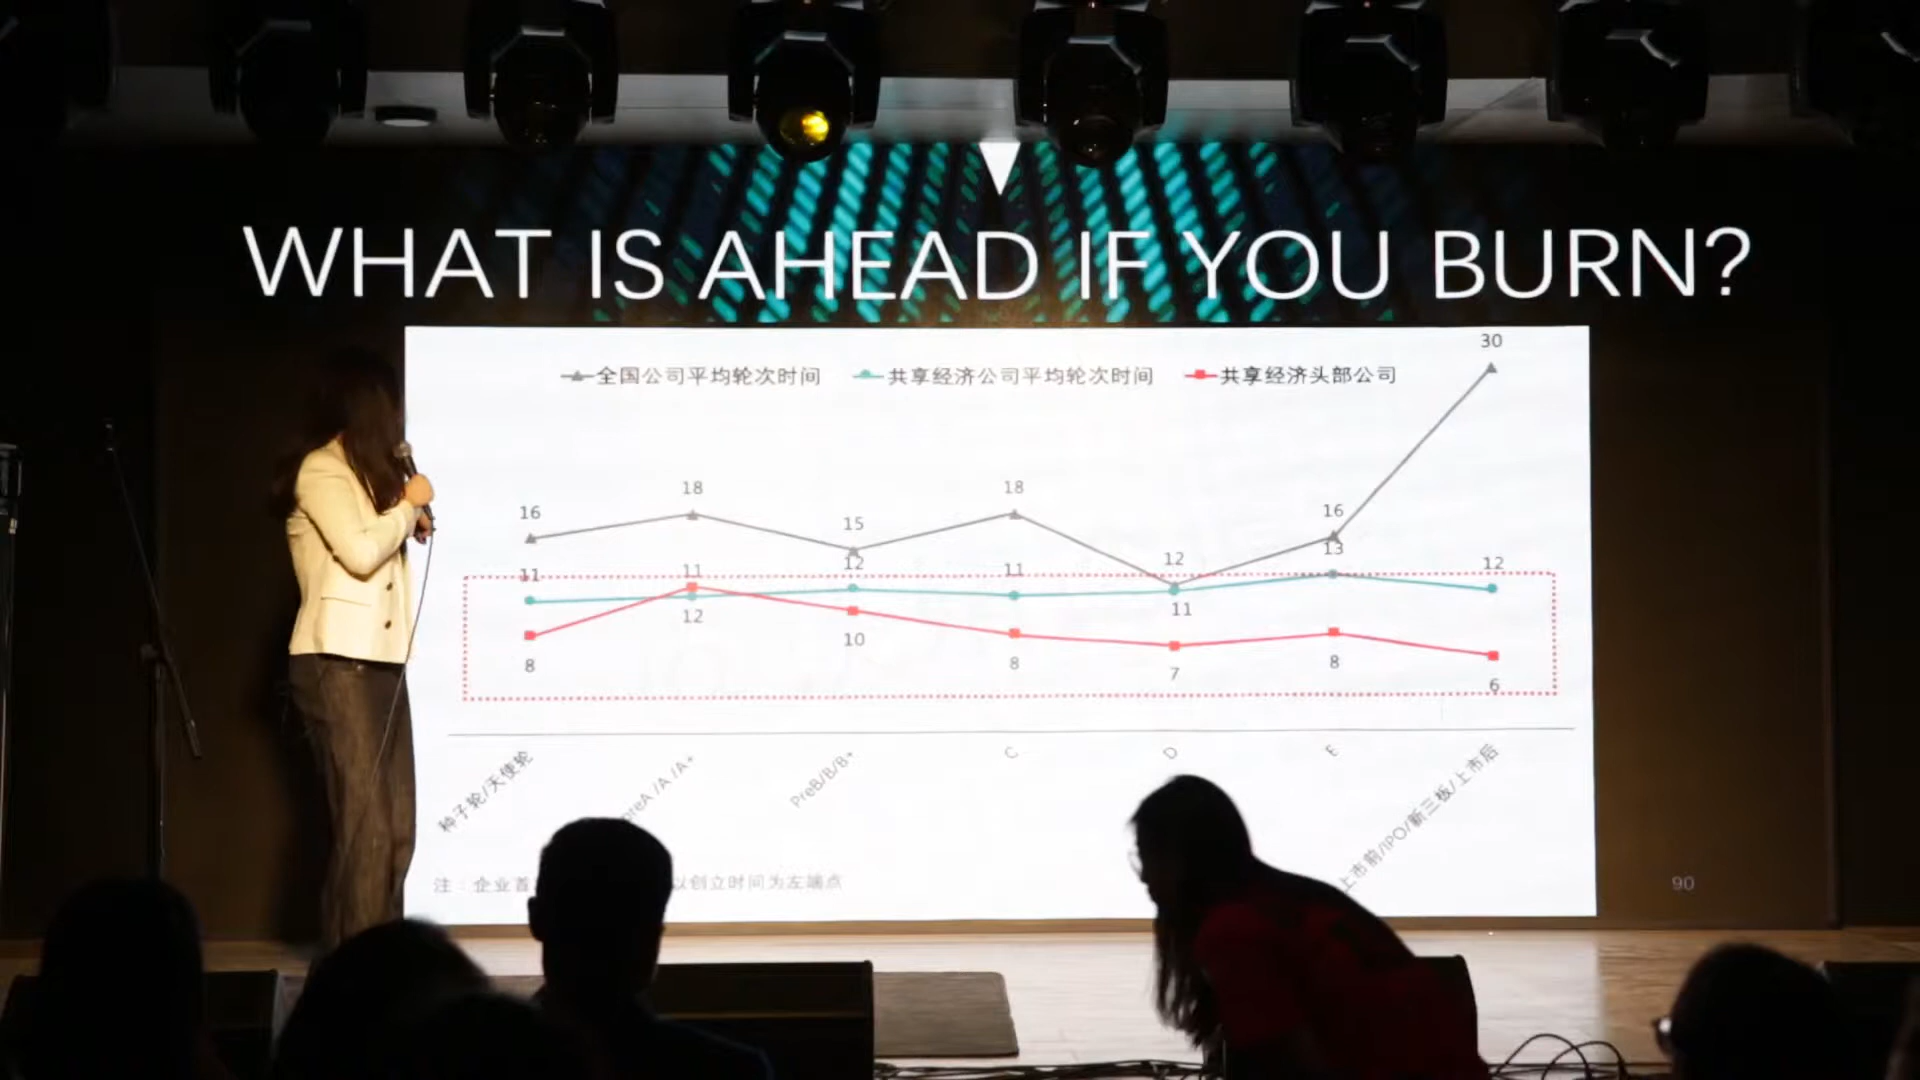 WHAT IS AHEAD IF YOU BURN?
全国公司平均轮次时间 共享经济公司平均轮次时间 共享经济头部公司
30
16 18 15 18 12 16
11 11 12 11 13 12
12 11
8 10 8 7 8 6
种子轮/天使轮 preA /A /A+ PreB/B/B+ C D E 上市前/IPO/新三板/上市后
注：企业首 以创立时间为左端点
90